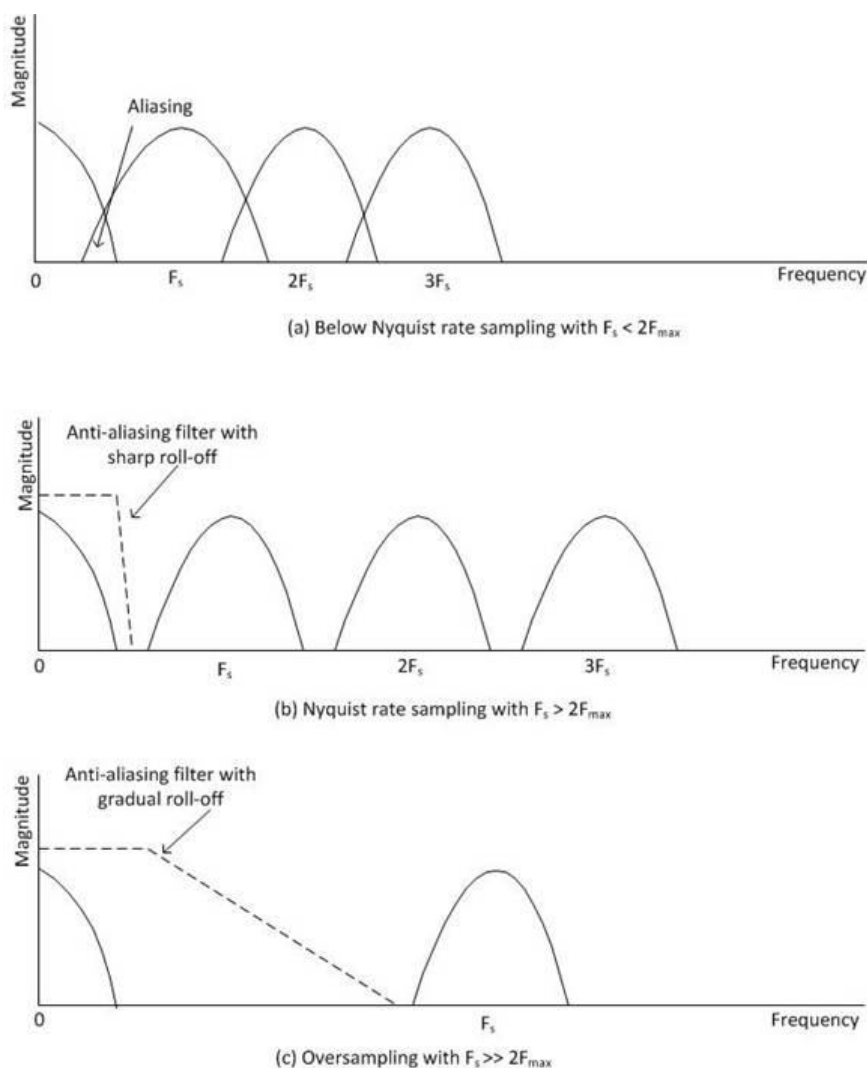 Magnitude
Aliasing
0
Fₛ
2Fₛ
3Fₛ
Frequency
(a) Below Nyquist rate sampling with Fₛ < 2Fₘₐₓ
Magnitude
Anti-aliasing filter with
sharp roll-off
0
Fₛ
2Fₛ
3Fₛ
Frequency
(b) Nyquist rate sampling with Fₛ > 2Fₘₐₓ
Magnitude
Anti-aliasing filter with
gradual roll-off
0
Fₛ
Frequency
(c) Oversampling with Fₛ >> 2Fₘₐₓ